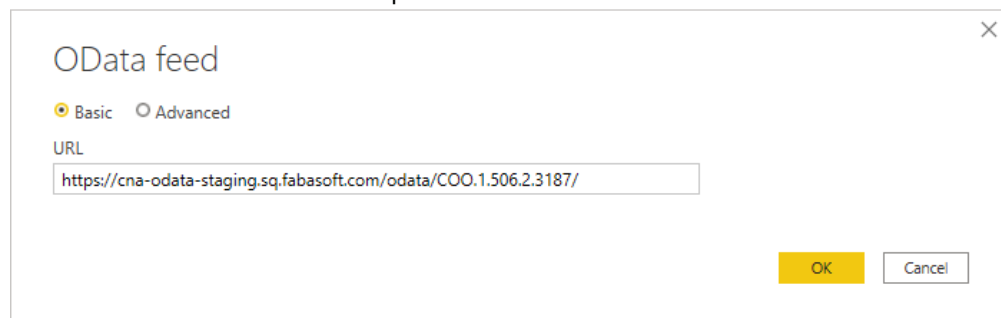 OData feed
Basic Advanced
URL
https://cna-odata-staging.sq.fabasoft.com/odata/COO.1.506.2.3187/
OK Cancel